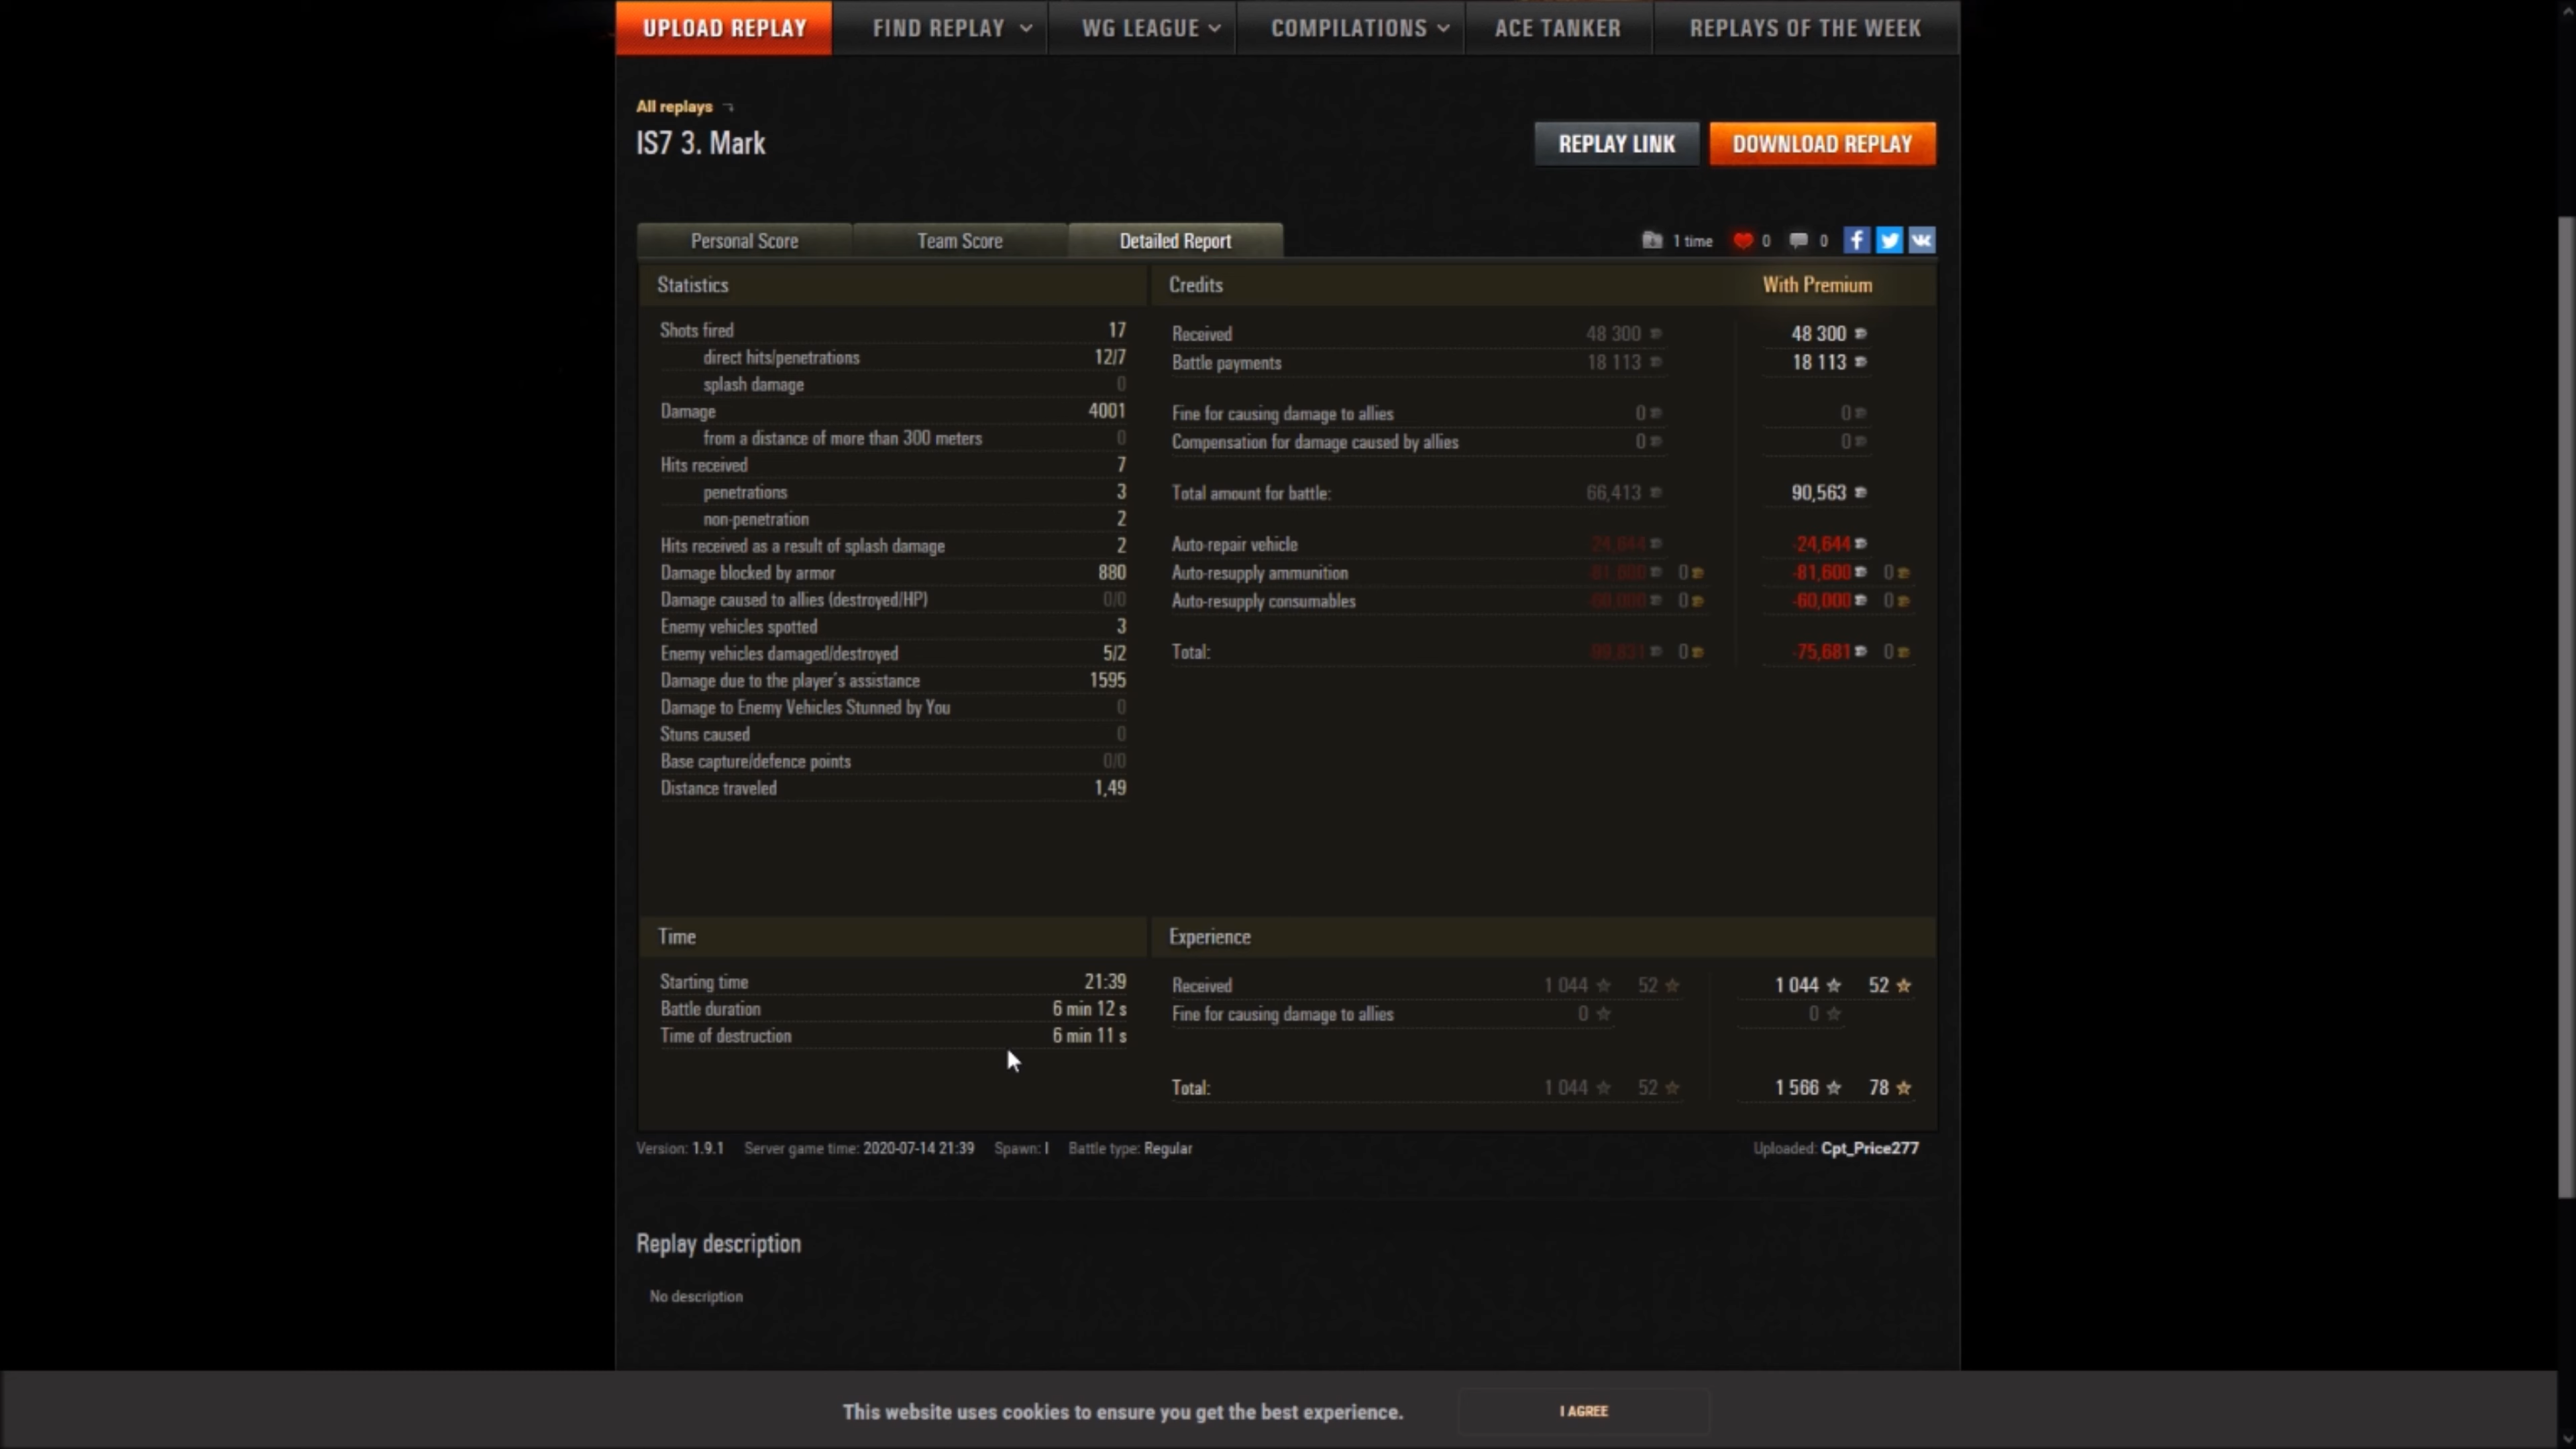 UPLOAD REPLAY FIND REPLAY WG LEAGUE COMPILATIONS ACE TANKER REPLAYS OF THE WEEK
All replays
IS7 3. Mark
REPLAY LINK DOWNLOAD REPLAY
Personal Score Team Score Detailed Report 1 time 0 0
Statistics
Shots fired 17
direct hits/penetrations 12/7
splash damage 0
Damage 4001
from a distance of more than 300 meters 0
Hits received 7
penetrations 3
non-penetration 2
Hits received as a result of splash damage 2
Damage blocked by armor 880
Damage caused to allies (destroyed/HP) 0/0
Enemy vehicles spotted 3
Enemy vehicles damaged/destroyed 5/2
Damage due to the player's assistance 1595
Damage to Enemy Vehicles Stunned by You 0
Stuns caused 0
Base capture/defence points 0/0
Distance traveled 1,49
Credits With Premium
Received 48 300 48 300
Battle payments 18 113 18 113
Fine for causing damage to allies 0 0
Compensation for damage caused by allies 0 0
Total amount for battle: 66,413 90,563
Auto-repair vehicle -24,644 -24,644
Auto-resupply ammunition -81,600 0 -81,600 0
Auto-resupply consumables -60,000 0 -60,000 0
Total: -99,831 0 -75,681 0
Time
Starting time 21:39
Battle duration 6 min 12 s
Time of destruction 6 min 11 s
Experience
Received 1 044 52 1 044 52
Fine for causing damage to allies 0 0
Total: 1 044 52 1 566 78
Version: 1.9.1 Server game time: 2020-07-14 21:39 Spawn: I Battle type: Regular Uploaded: Cpt_Price277
Replay description
No description
This website uses cookies to ensure you get the best experience. I AGREE